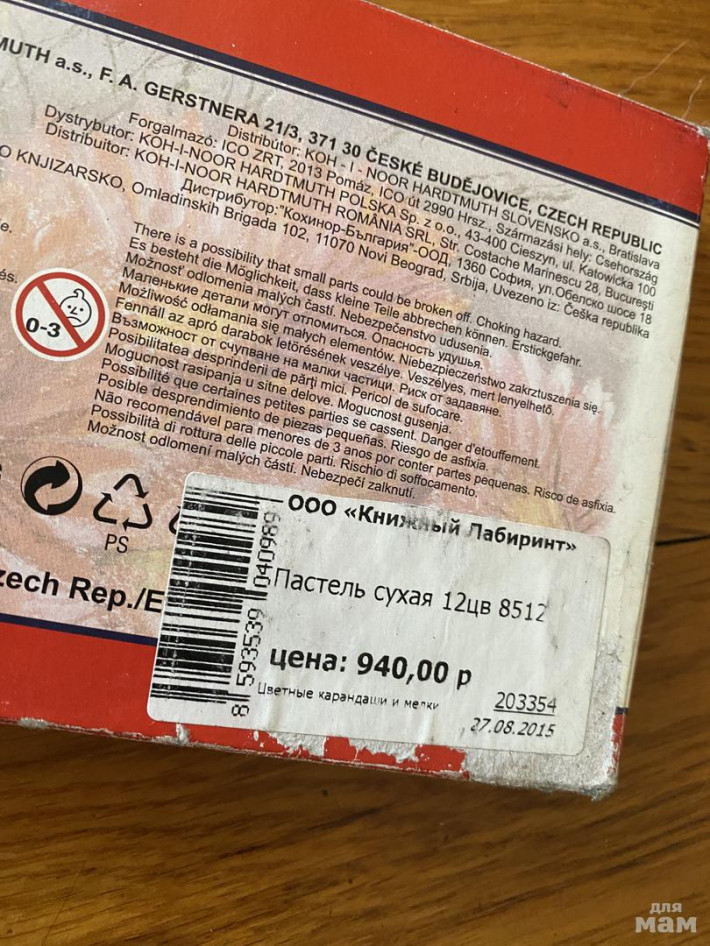 MUTH a.s., F. A. GERSTNERA 21/3, 371 30 ČESKÉ BUDĚJOVICE, CZECH REPUBLIC
Distribútor: KOH - I - NOOR HARDTMUTH SLOVENSKO a.s., Bratislava
Forgalmazó: ICO ZRT, 2013 Pomáz, ICO út 2990 Hrsz., Származási hely: Csehország
Dystrybutor: KOH-I-NOOR HARDTMUTH POLSKA Sp. z o.o., 43-400 Cieszyn, ul. Katowicka 100
Distribuitor: KOH-I-NOOR HARDTMUTH ROMÂNIA SRL, Str. Costache Marinescu 28, București
Дистрибутор:"Кохинор-България"-ООД, 1360 София, ул.Обелско шосе 18
O KNJIZARSKO, Omladinskih Brigada 102, 11070 Novi Beograd, Srbija, Uvezeno iz: Češka republika
There is a possibility that small parts could be broken off. Choking hazard.
Es besteht die Möglichkeit, dass kleine Teile abbrechen können. Erstickgefahr.
Možnosť odlomenia malých častí. Nebezpečenstvo udusenia.
Маленькие детали могут отломиться. Опасность удушья.
Możliwość odłamania się małych elementów. Niebezpieczeństwo zakrztuszenia się.
Fennáll az apró darabok letörésének veszélye. Veszélyes, mert lenyelhető.
Възможност от счупване на малки частици. Риск от задавяне.
Posibilitatea desprinderii de părți mici. Pericol de sufocare.
Mogucnost rasipanja u sitne delove. Mogucnost gusenja.
Possibilité que certaines petites parties se cassent. Danger d'etouffement.
Posible desprendimiento de piezas pequeñas. Riesgo de asfixia.
Não recomendável para menores de 3 anos por conter partes pequenas. Risco de asfixia.
Possibilità di rottura delle piccole parti. Rischio di soffocamento.
Možnost odlomení malých částí. Nebezpečí zalknutí.
0-3
PS
zech Rep./E
ООО «Книжный Лабиринт»
Пастель сухая 12цв 8512
цена: 940,00 р
Цветные карандаши и мелки
203354
27.08.2015
8 593539 040989
для
мам